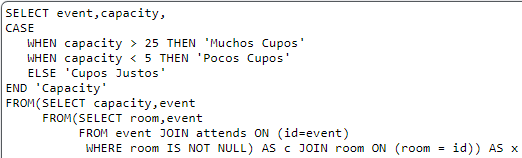 SELECT event,capacity,
CASE
WHEN capacity > 25 THEN 'Muchos Cupos'
WHEN capacity < 5 THEN 'Pocos Cupos'
ELSE 'Cupos Justos'
END 'Capacity'
FROM(SELECT capacity,event
FROM(SELECT room,event
FROM event JOIN attends ON (id=event)
WHERE room IS NOT NULL) AS c JOIN room ON (room = id)) AS x